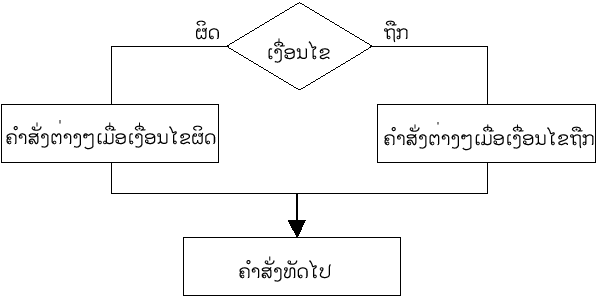 ຜິດ
ຖືກ
ເງື່ອນໄຂ
ຄຳສັ່ງຕ່າງໆເມື່ອເງື່ອນໄຂຜິດ
ຄຳສັ່ງຕ່າງໆເມື່ອເງື່ອນໄຂຖືກ
ຄຳສັ່ງທັດໄປ